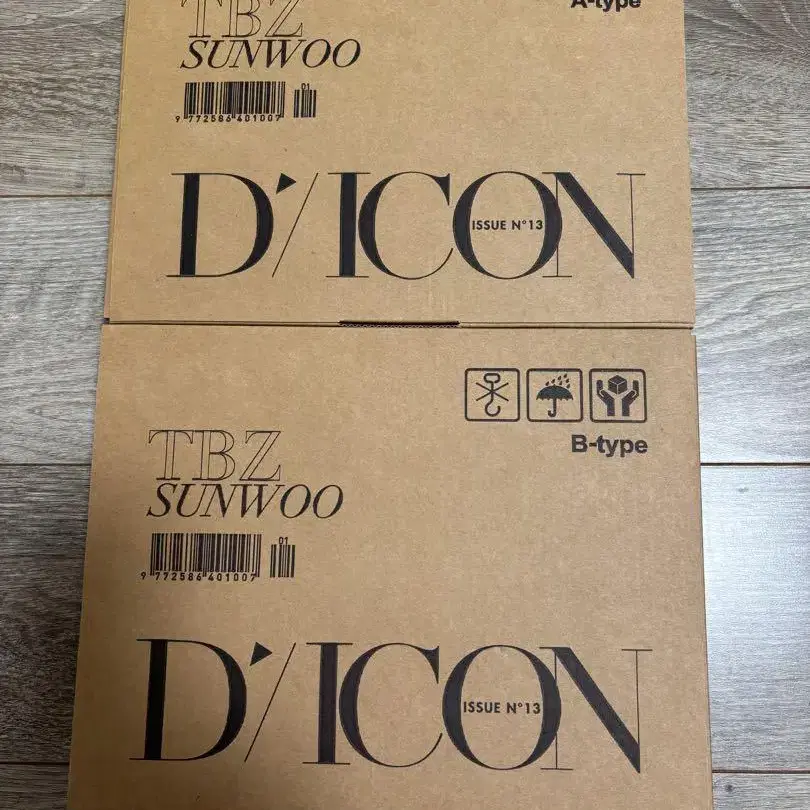 A-type
TBZ
SUNWOO
01
9 772586 401007
D'/ICON
ISSUE N°13
B-type
TBZ
SUNWOO
01
9 772586 401007
D'/ICON
ISSUE N°13